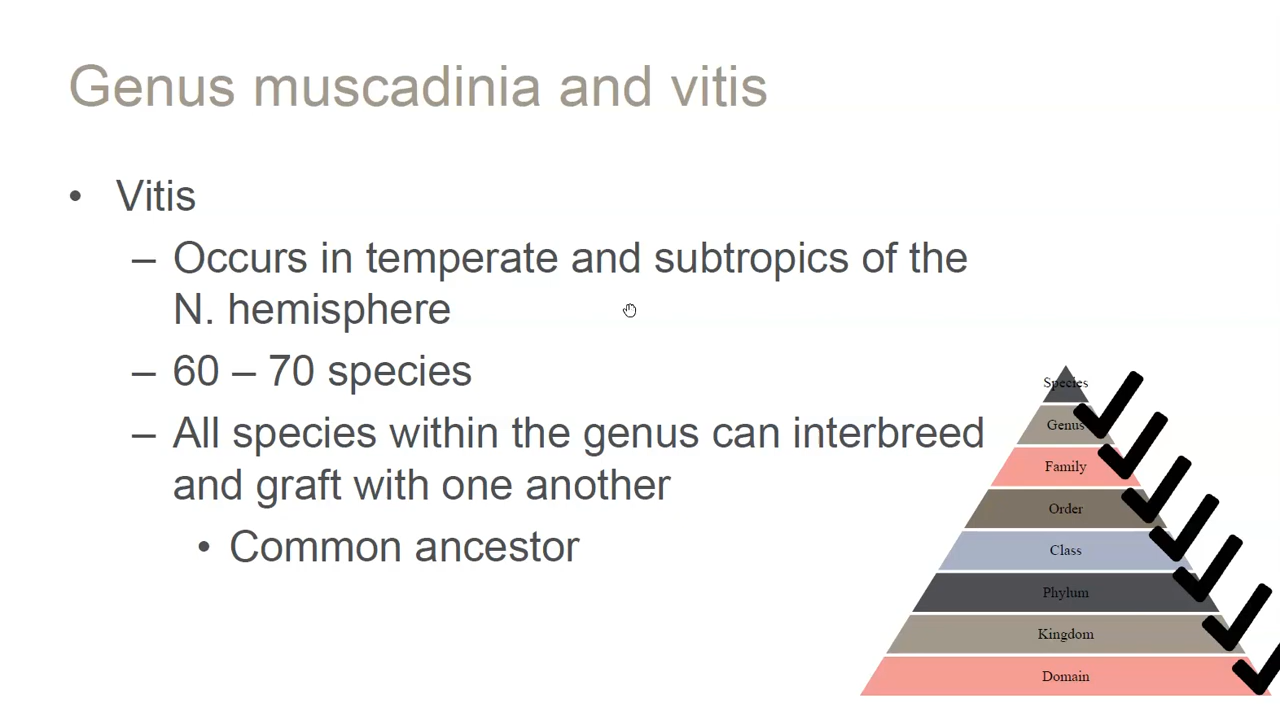 Genus muscadinia and vitis
• Vitis
– Occurs in temperate and subtropics of the
N. hemisphere
– 60 – 70 species
– All species within the genus can interbreed
and graft with one another
• Common ancestor
Species
Genus
Family
Order
Class
Phylum
Kingdom
Domain